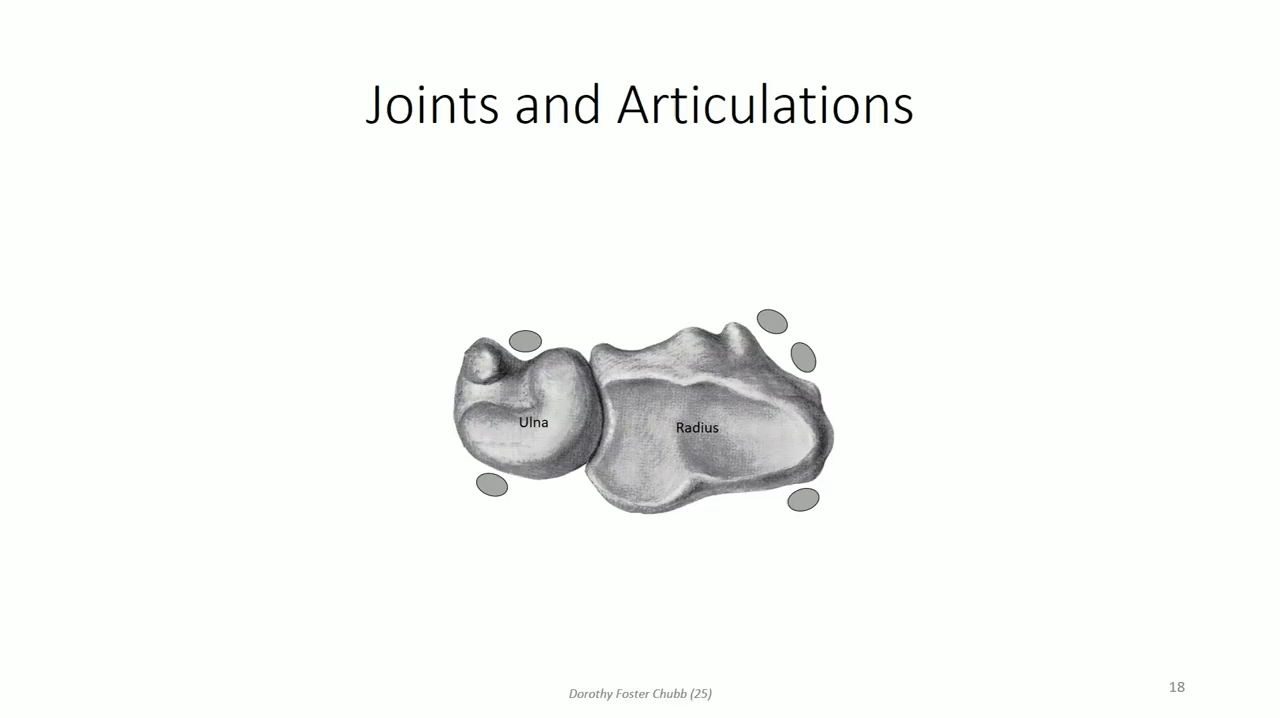 Joints and Articulations
Ulna
Radius
Dorothy Foster Chubb (25)
18